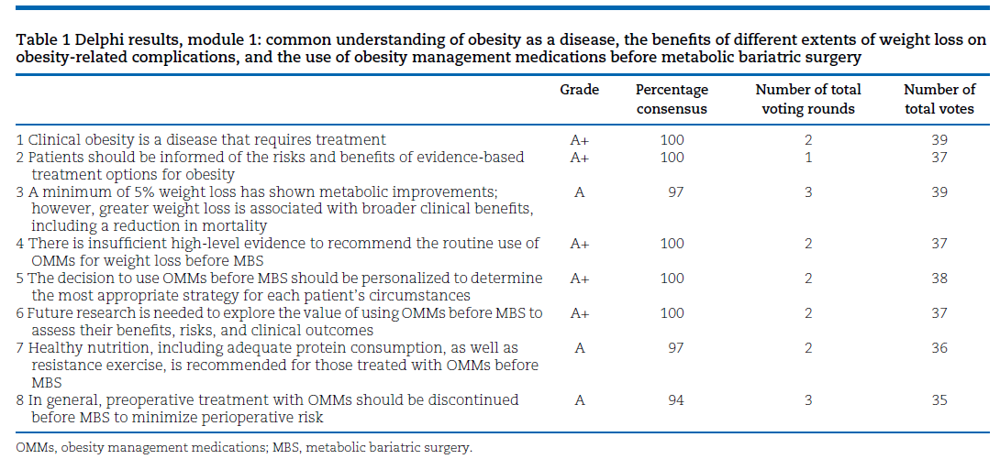 Table 1 Delphi results, module 1: common understanding of obesity as a disease, the benefits of different extents of weight loss on
obesity-related complications, and the use of obesity management medications before metabolic bariatric surgery
Grade Percentage consensus Number of total voting rounds Number of total votes
1 Clinical obesity is a disease that requires treatment A+ 100 2 39
2 Patients should be informed of the risks and benefits of evidence-based A+ 100 1 37
treatment options for obesity
3 A minimum of 5% weight loss has shown metabolic improvements; A 97 3 39
however, greater weight loss is associated with broader clinical benefits,
including a reduction in mortality
4 There is insufficient high-level evidence to recommend the routine use of A+ 100 2 37
OMMs for weight loss before MBS
5 The decision to use OMMs before MBS should be personalized to determine A+ 100 2 38
the most appropriate strategy for each patient's circumstances
6 Future research is needed to explore the value of using OMMs before MBS to A+ 100 2 37
assess their benefits, risks, and clinical outcomes
7 Healthy nutrition, including adequate protein consumption, as well as A 97 2 36
resistance exercise, is recommended for those treated with OMMs before
MBS
8 In general, preoperative treatment with OMMs should be discontinued A 94 3 35
before MBS to minimize perioperative risk
OMMs, obesity management medications; MBS, metabolic bariatric surgery.